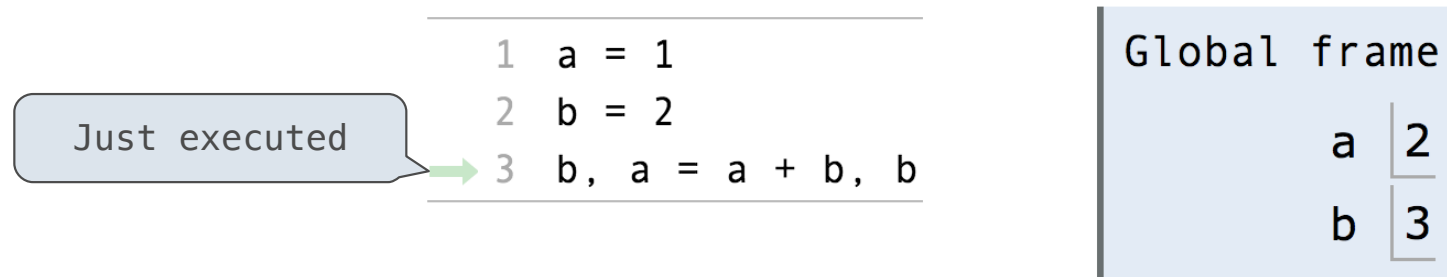 Just executed
1 a = 1
2 b = 2
3 b, a = a + b, b
Global frame
a 2
b 3